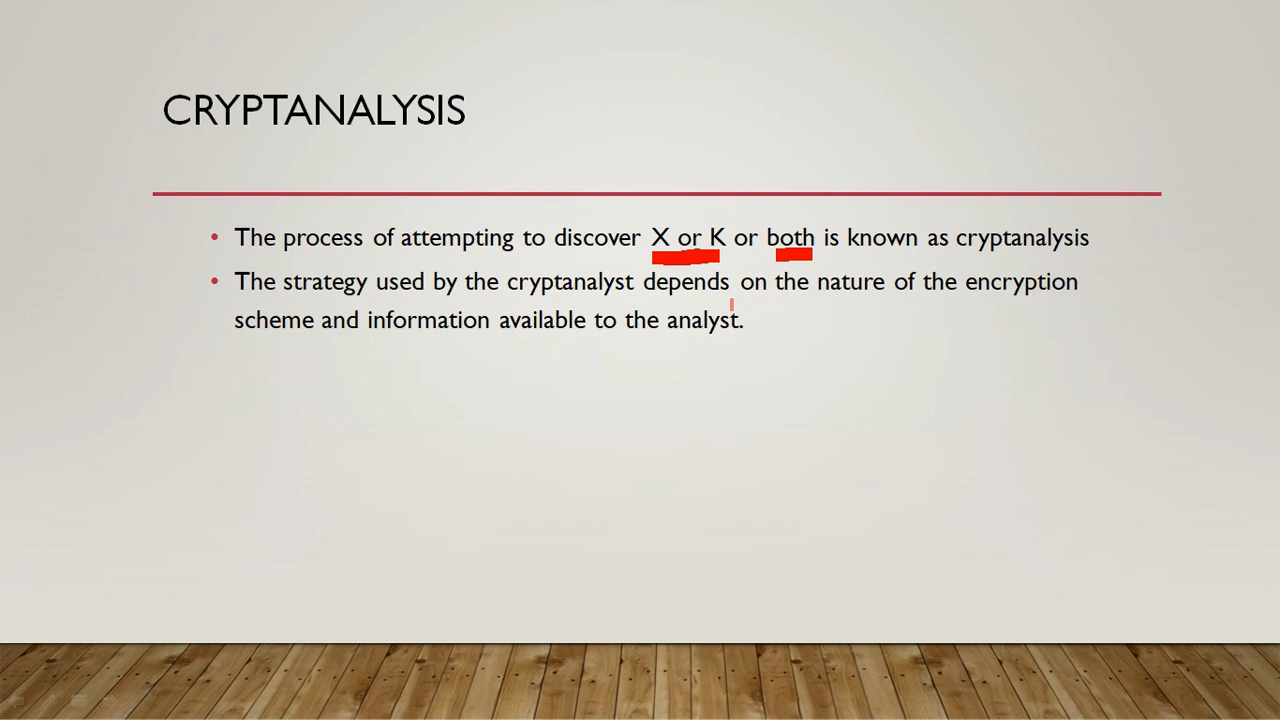 CRYPTANALYSIS
• The process of attempting to discover X or K or both is known as cryptanalysis
• The strategy used by the cryptanalyst depends on the nature of the encryption
scheme and information available to the analyst.